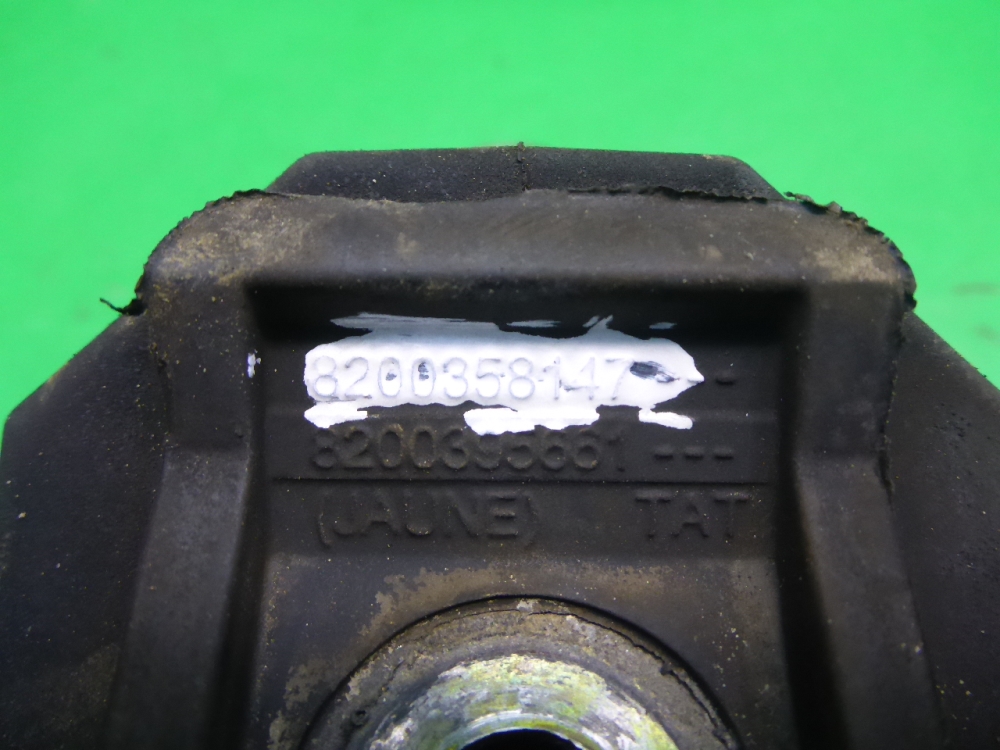 8200358147 --
8200395661 ---
(JAUNE) TAT